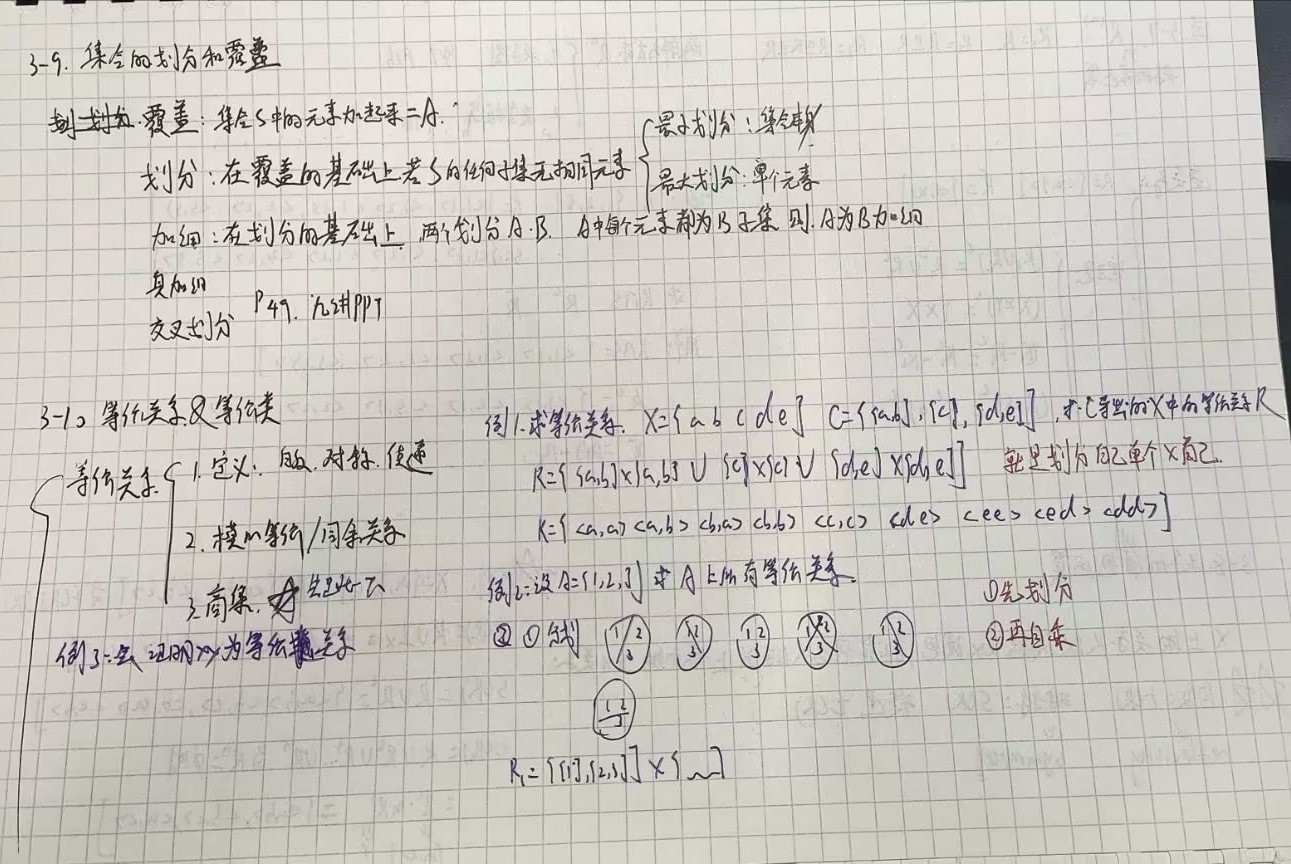 3-9. 集合的划分和覆盖
覆盖：集合S中的元素加起来=A.
划分：在覆盖的基础上若S的任何子集无相同元素
最小划分：集合本身
最大划分：单个元素
加细：在划分的基础上 两个划分A.B. A中每个元素都为B子集 则.A为B加细
真加细
交叉划分
P49. 九讲PPT
3-10 等价关系&等价类
等价关系
1. 定义：自反.对称.传递
2. 模m等价/同余关系
3. 商集.
例3: 证明 为等价关系
例1.求等价关系. X={a b c d e} C={{a,b},{c},{d,e}}，求C导出的X中的等价关系R
R={{a,b}×{a,b}∪{c}×{c}∪{d,e}×{d,e}} 就是划分自己单个×自己.
R={<a,a> <a,b> <b,a> <b,b> <c,c> <d e> <e e> <e d> <d d>}
例2:设A={1,2,3} 求A上所有等价关系.
② ① 划 1/2 3 1 2 3 1 2 3 1 2 3 1 2 3
①先划分
②再自乘
1 2
3
R₁={{1},{2,3}}×{ }